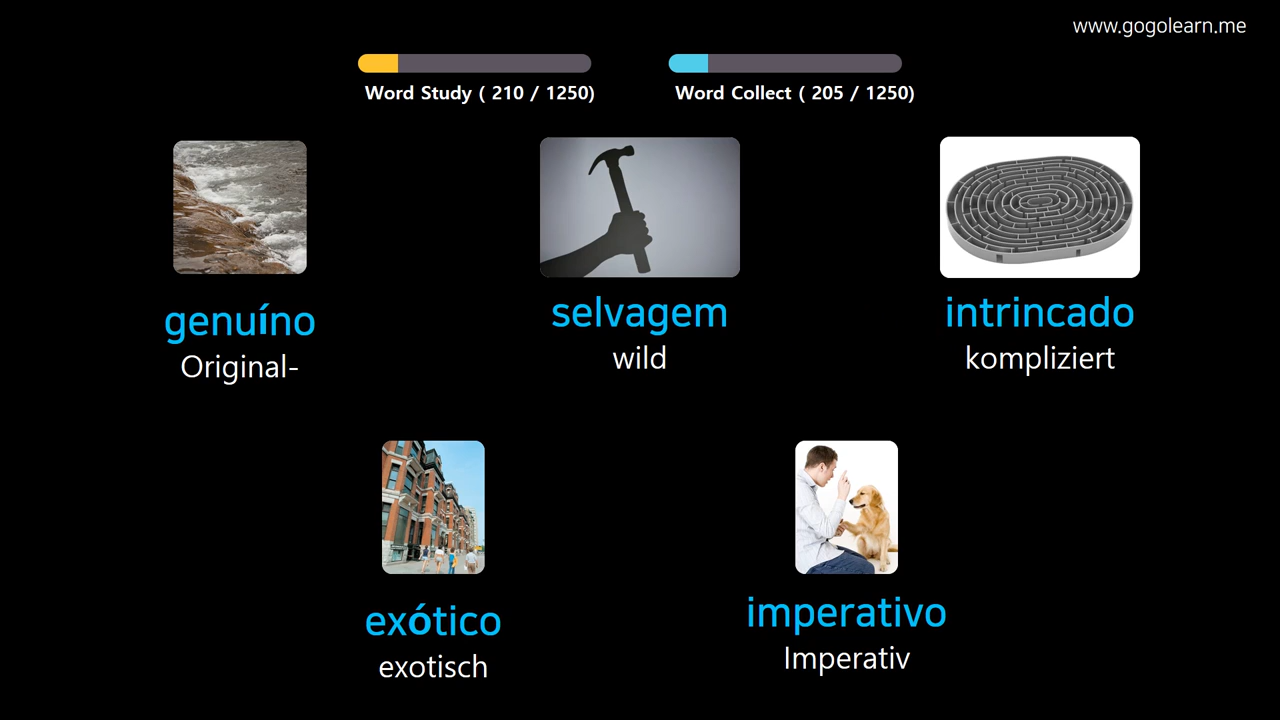 www.gogolearn.me
Word Study ( 210 / 1250)
Word Collect ( 205 / 1250)
genuíno
Original-
selvagem
wild
intrincado
kompliziert
exótico
exotisch
imperativo
Imperativ